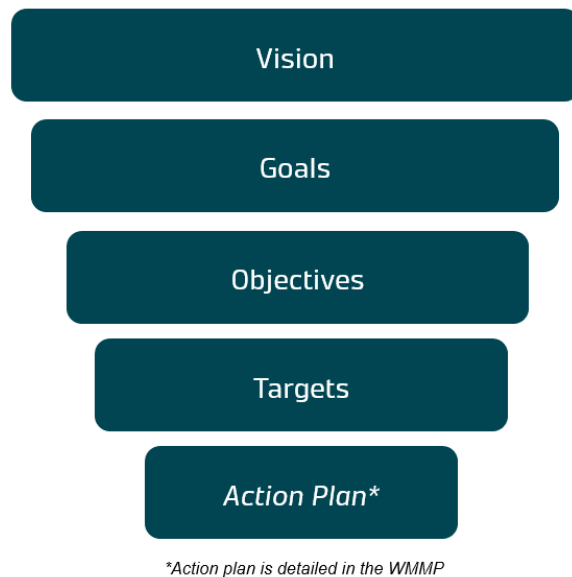 Vision
Goals
Objectives
Targets
Action Plan*
*Action plan is detailed in the WMMP